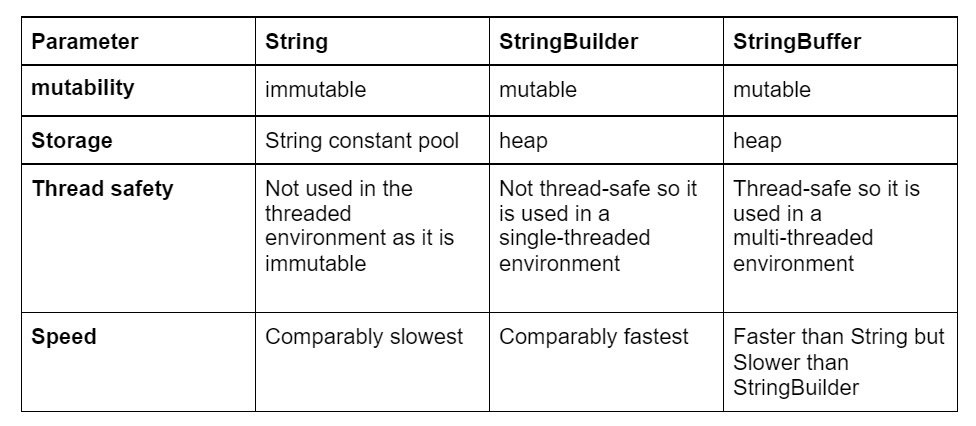 Parameter String StringBuilder StringBuffer
mutability immutable mutable mutable
Storage String constant pool heap heap
Thread safety
Not used in the
threaded
environment as it is
immutable
Not thread-safe so it
is used in a
single-threaded
environment
Thread-safe so it is
used in a
multi-threaded
environment
Speed
Comparably slowest
Comparably fastest
Faster than String but
Slower than
StringBuilder